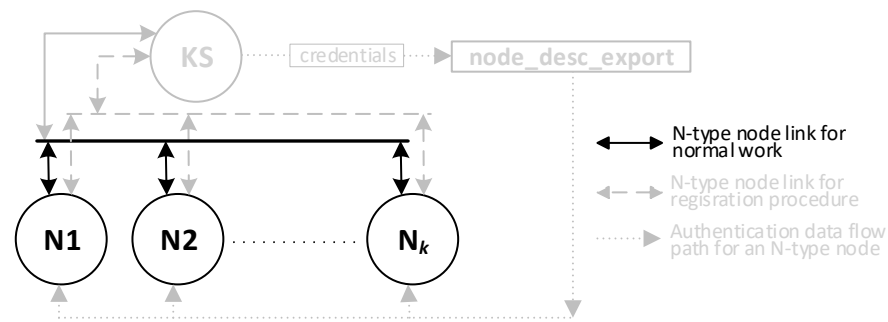 KS
credentials
node_desc_export
N-type node link for
normal work
N-type node link for
regisration procedure
Authentication data flow
path for an N-type node
N1
N2
Nk